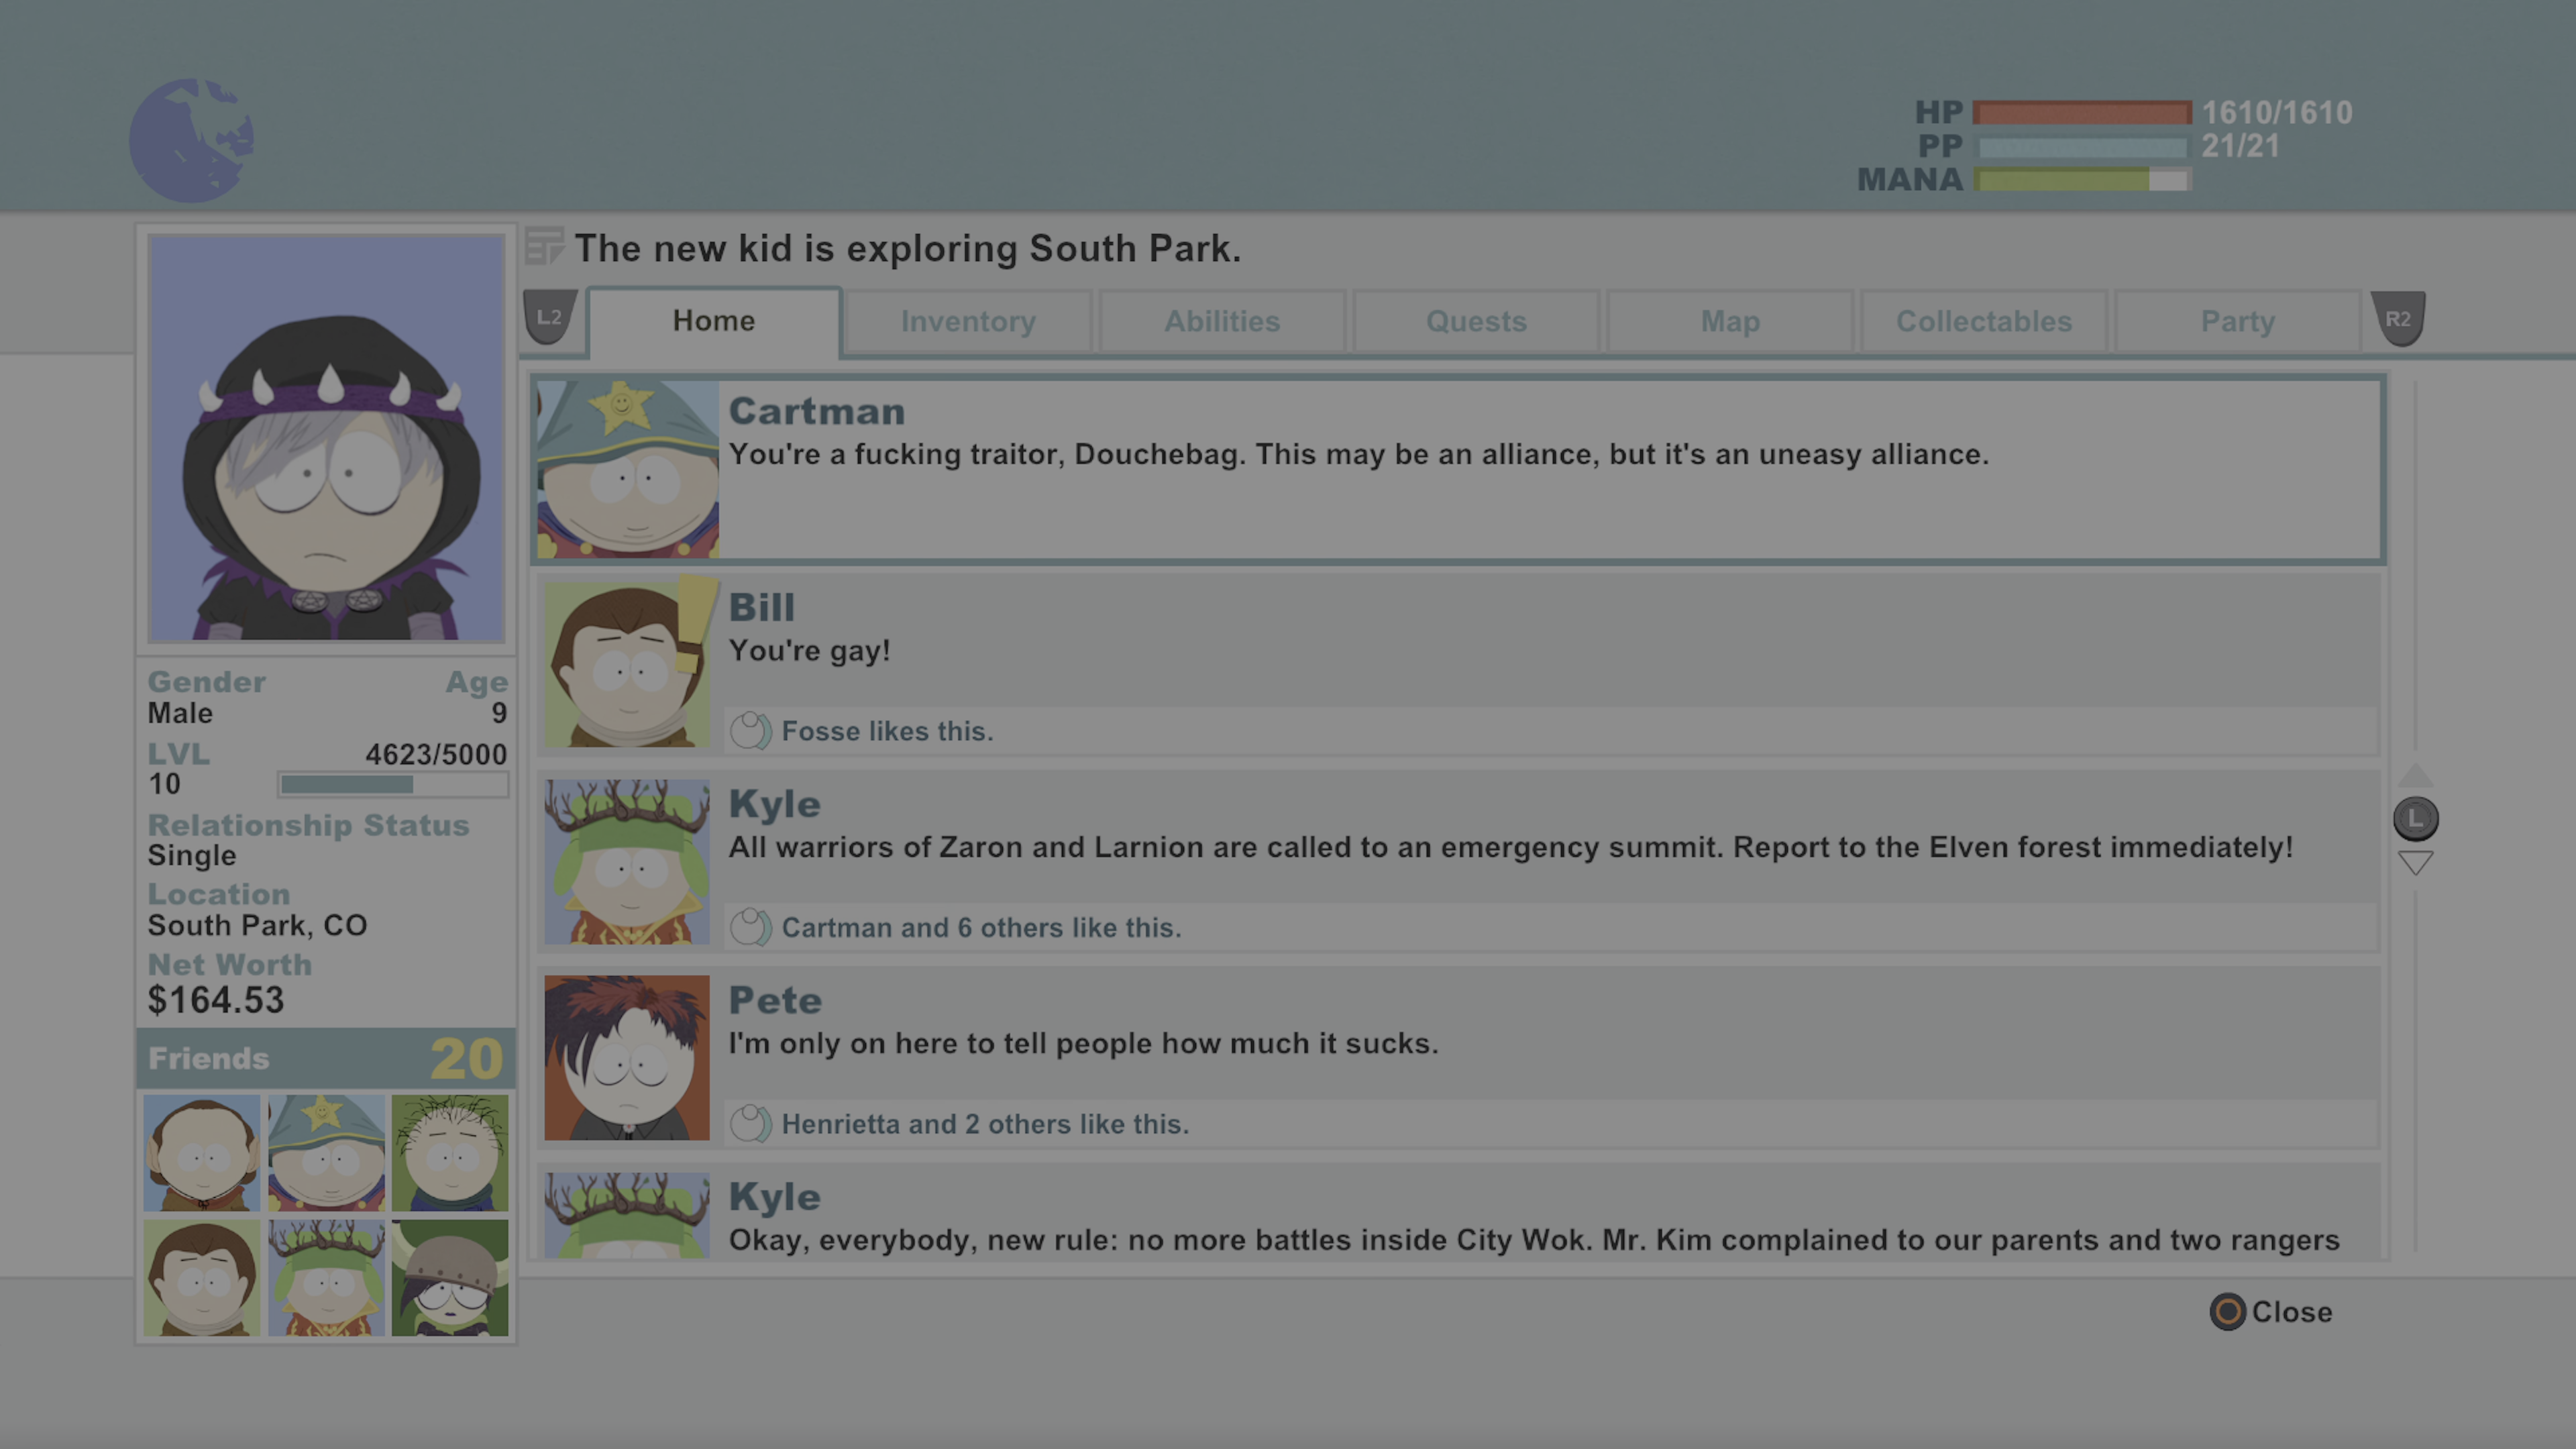 HP 1610/1610
PP 21/21
MANA
The new kid is exploring South Park.
L2 Home Inventory Abilities Quests Map Collectables Party R2
Cartman
You're a fucking traitor, Douchebag. This may be an alliance, but it's an uneasy alliance.
Bill
You're gay!
Fosse likes this.
Kyle
All warriors of Zaron and Larnion are called to an emergency summit. Report to the Elven forest immediately!
Cartman and 6 others like this.
Pete
I'm only on here to tell people how much it sucks.
Henrietta and 2 others like this.
Kyle
Okay, everybody, new rule: no more battles inside City Wok. Mr. Kim complained to our parents and two rangers
L
Gender Age
Male 9
LVL 4623/5000
10
Relationship Status
Single
Location
South Park, CO
Net Worth
$164.53
Friends 20
Close